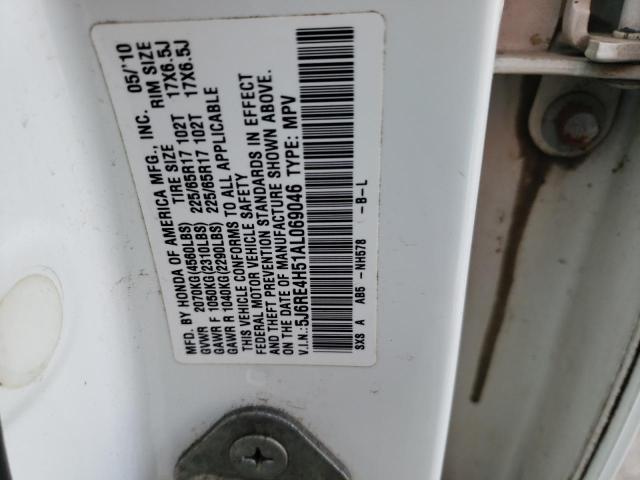 MFD. BY HONDA OF AMERICA MFG., INC. 05/'10
TIRE SIZE RIM SIZE
GVWR 2070KG(4560LBS) 225/65R17 102T 17X6.5J
GAWR F 1050KG(2310LBS) 225/65R17 102T 17X6.5J
GAWR R 1040KG(2290LBS)
THIS VEHICLE CONFORMS TO ALL APPLICABLE
FEDERAL MOTOR VEHICLE SAFETY
AND THEFT PREVENTION STANDARDS IN EFFECT
ON THE DATE OF MANUFACTURE SHOWN ABOVE.
V.I.N.:5J6RE4H51AL069046 TYPE: MPV
SXS A AB5 -NH578 -B-L